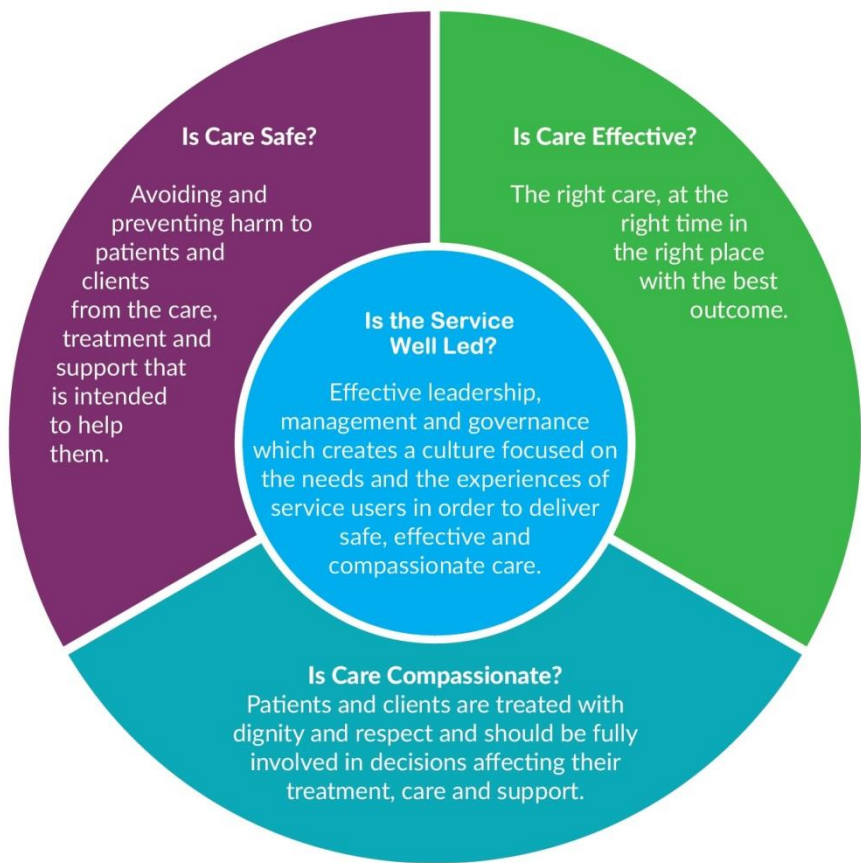 Is Care Safe?
Avoiding and
preventing harm to
patients and
clients
from the care,
treatment and
support that
is intended
to help
them.
Is Care Effective?
The right care, at the
right time in
the right place
with the best
outcome.
Is the Service
Well Led?
Effective leadership,
management and governance
which creates a culture focused on
the needs and the experiences of
service users in order to deliver
safe, effective and
compassionate care.
Is Care Compassionate?
Patients and clients are treated with
dignity and respect and should be fully
involved in decisions affecting their
treatment, care and support.